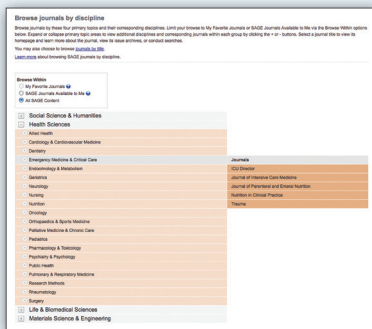 Browse journals by discipline
Browse journals by these four primary topics and their corresponding disciplines. Limit your browse to My Favorite Journals or SAGE Journals Available to Me via the Browse Within options
below. Expand or collapse primary topic areas to view additional disciplines and corresponding journals within each group by clicking the + or - buttons. Select a journal title to view its
homepage and learn more about the journal, view its issue archives, or conduct searches.
You may also choose to browse journals by title.
Learn more about browsing SAGE journals by discipline.
Browse Within
My Favorite Journals
SAGE Journals Available to Me
All SAGE Content
+ Social Science & Humanities
- Health Sciences
Allied Health
Cardiology & Cardiovascular Medicine
Dentistry
Emergency Medicine & Critical Care
Journals
Endocrinology & Metabolism
ICU Director
Geriatrics
Journal of Intensive Care Medicine
Neurology
Journal of Parenteral and Enteral Nutrition
Nursing
Nutrition in Clinical Practice
Nutrition
Trauma
Oncology
Orthopaedics & Sports Medicine
Palliative Medicine & Chronic Care
Pediatrics
Pharmacology & Toxicology
Psychiatry & Psychology
Public Health
Pulmonary & Respiratory Medicine
Research Methods
Rheumatology
Surgery
+ Life & Biomedical Sciences
+ Materials Science & Engineering